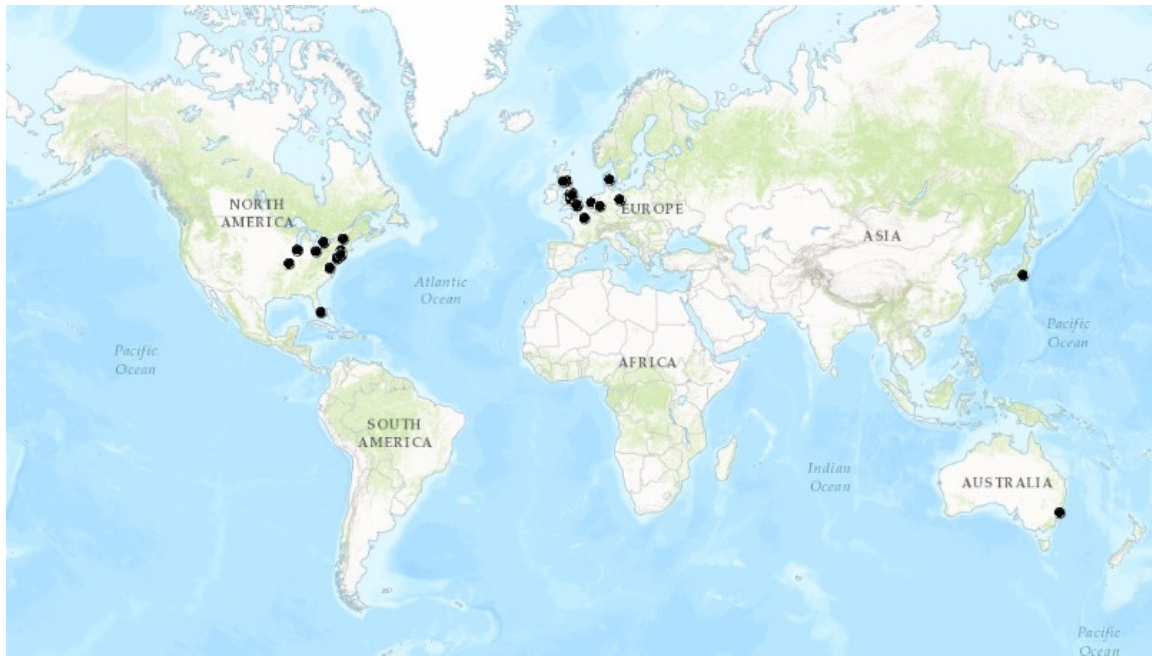 NORTH
AMERICA
EUROPE
ASIA
Atlantic
Ocean
Pacific
Ocean
Pacific
Ocean
AFRICA
SOUTH
AMERICA
Indian
Ocean
AUSTRALIA
Pacific
Ocean